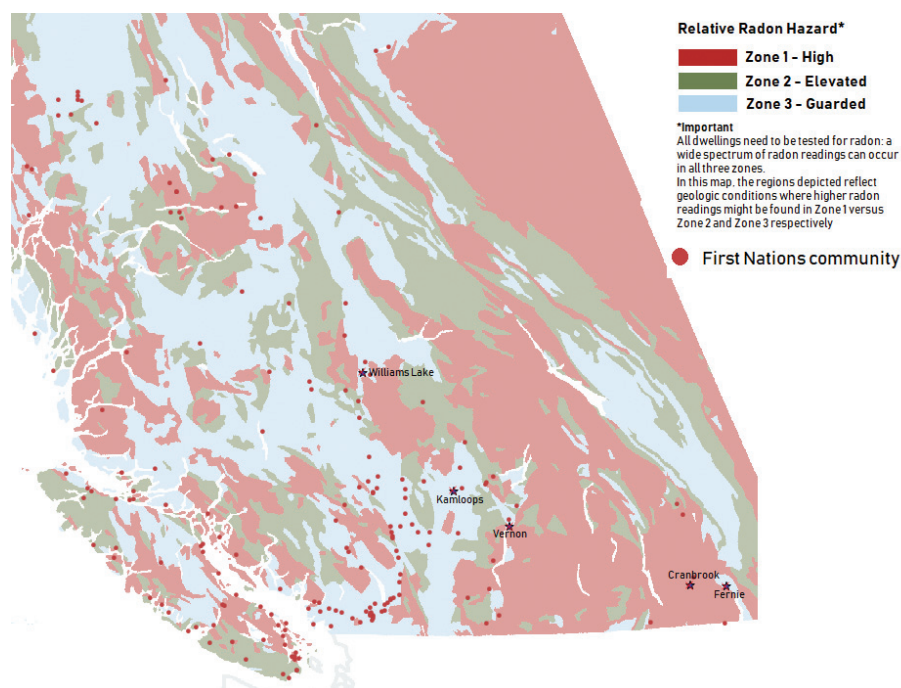 Relative Radon Hazard*
Zone 1 - High
Zone 2 - Elevated
Zone 3 - Guarded
*Important
All dwellings need to be tested for radon: a
wide spectrum of radon readings can occur
in all three zones.
In this map, the regions depicted reflect
geologic conditions where higher radon
readings might be found in Zone 1 versus
Zone 2 and Zone 3 respectively
First Nations community
Williams Lake
Kamloops
Vernon
Cranbrook
Fernie